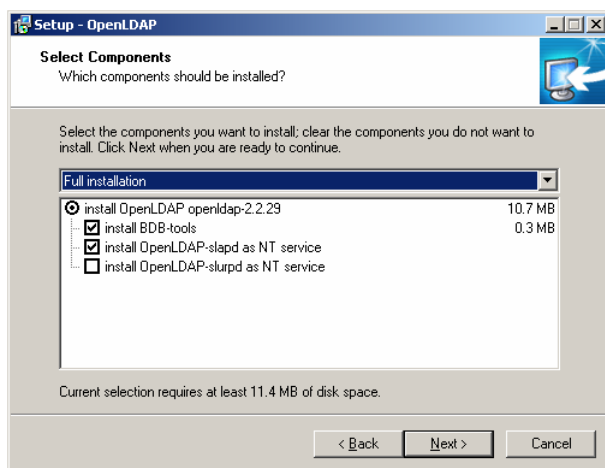 Setup - OpenLDAP
Select Components
Which components should be installed?
Select the components you want to install; clear the components you do not want to
install. Click Next when you are ready to continue.
Full installation
install OpenLDAP openldap-2.2.29 10.7 MB
install BDB-tools 0.3 MB
install OpenLDAP-slapd as NT service
install OpenLDAP-slurpd as NT service
Current selection requires at least 11.4 MB of disk space.
< Back Next > Cancel